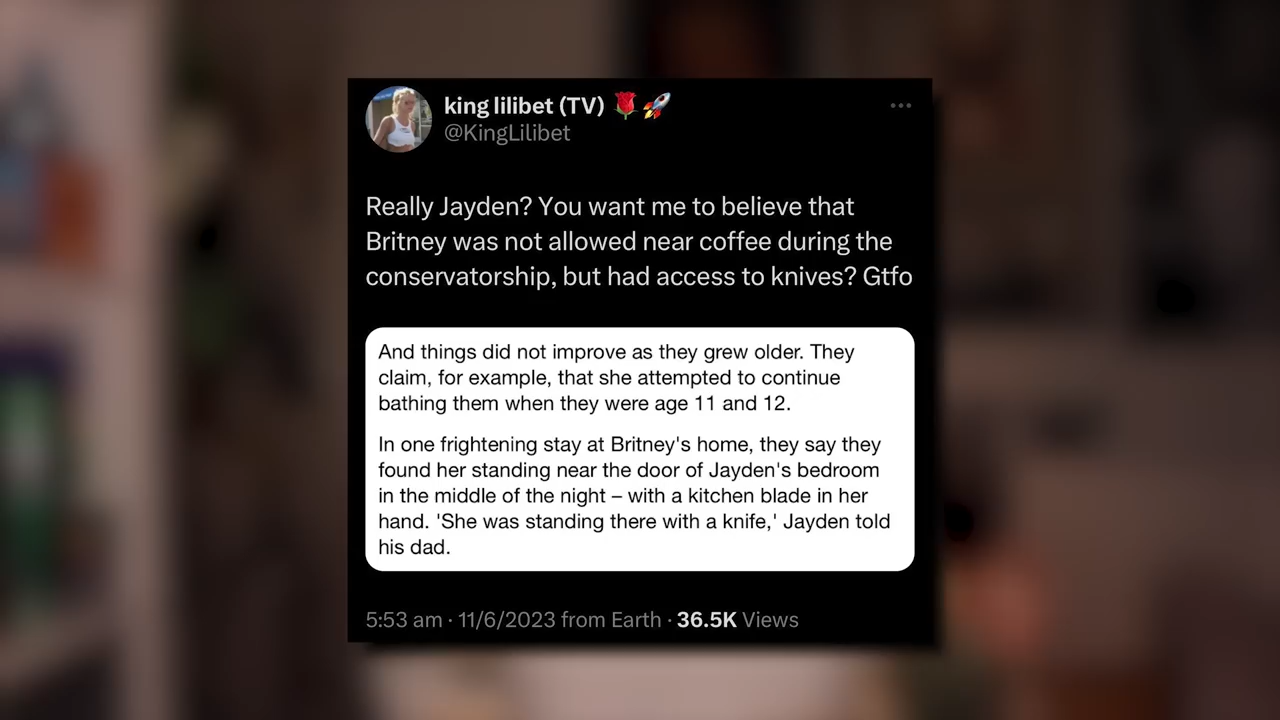 king lilibet (TV) 🌹🚀
@KingLilibet
Really Jayden? You want me to believe that
Britney was not allowed near coffee during the
conservatorship, but had access to knives? Gtfo
And things did not improve as they grew older. They
claim, for example, that she attempted to continue
bathing them when they were age 11 and 12.
In one frightening stay at Britney's home, they say they
found her standing near the door of Jayden's bedroom
in the middle of the night – with a kitchen blade in her
hand. 'She was standing there with a knife,' Jayden told
his dad.
5:53 am · 11/6/2023 from Earth · 36.5K Views